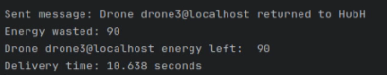 Sent message: Drone drone3@localhost returned to HubH
Energy wasted: 90
Drone drone3@localhost energy left:  90
Delivery time: 10.638 seconds